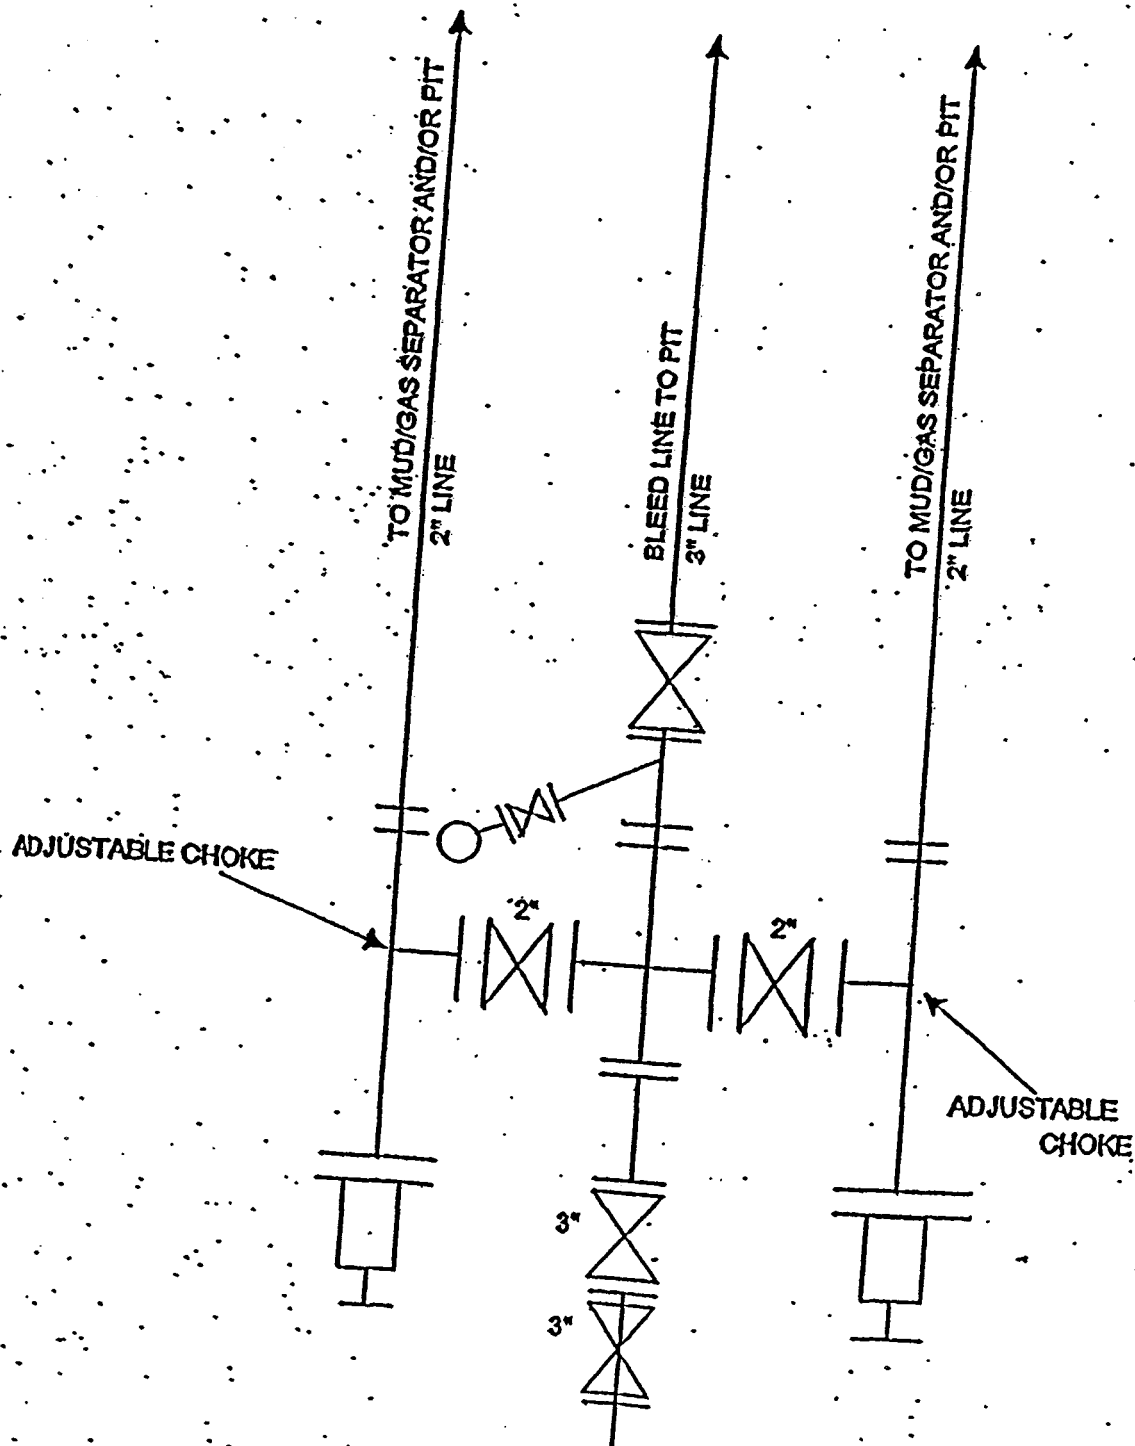 TO MUD/GAS SEPARATOR AND/OR PIT
2" LINE
BLEED LINE TO PIT
3" LINE
TO MUD/GAS SEPARATOR AND/OR PIT
2" LINE
ADJUSTABLE CHOKE
2"
2"
ADJUSTABLE
CHOKE
3"
3"